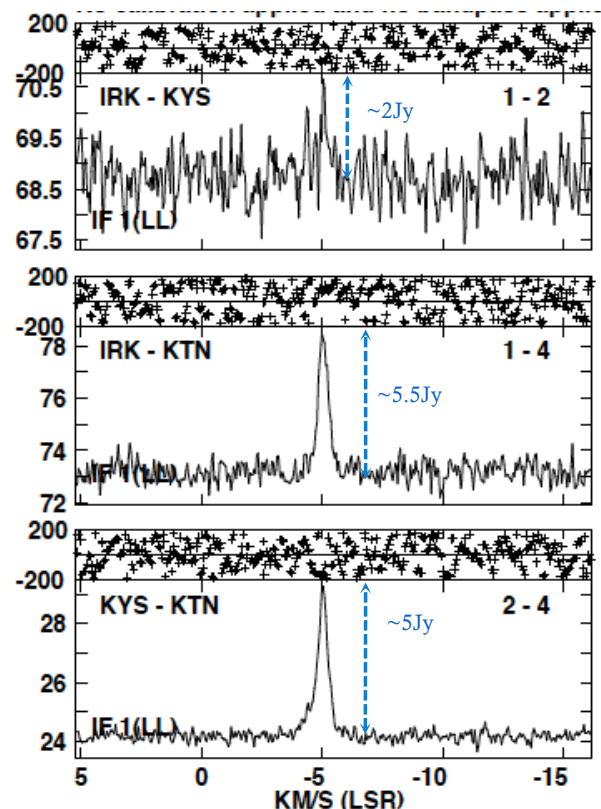 200
-200
70.5
IRK - KYS
1 - 2
~2Jy
69.5
68.5
IF 1(LL)
67.5
200
-200
78
IRK - KTN
1 - 4
76
~5.5Jy
74
IF 1(LL)
72
200
-200
KYS - KTN
2 - 4
28
~5Jy
26
IF 1(LL)
24
5 0 -5 -10 -15
KM/S (LSR)